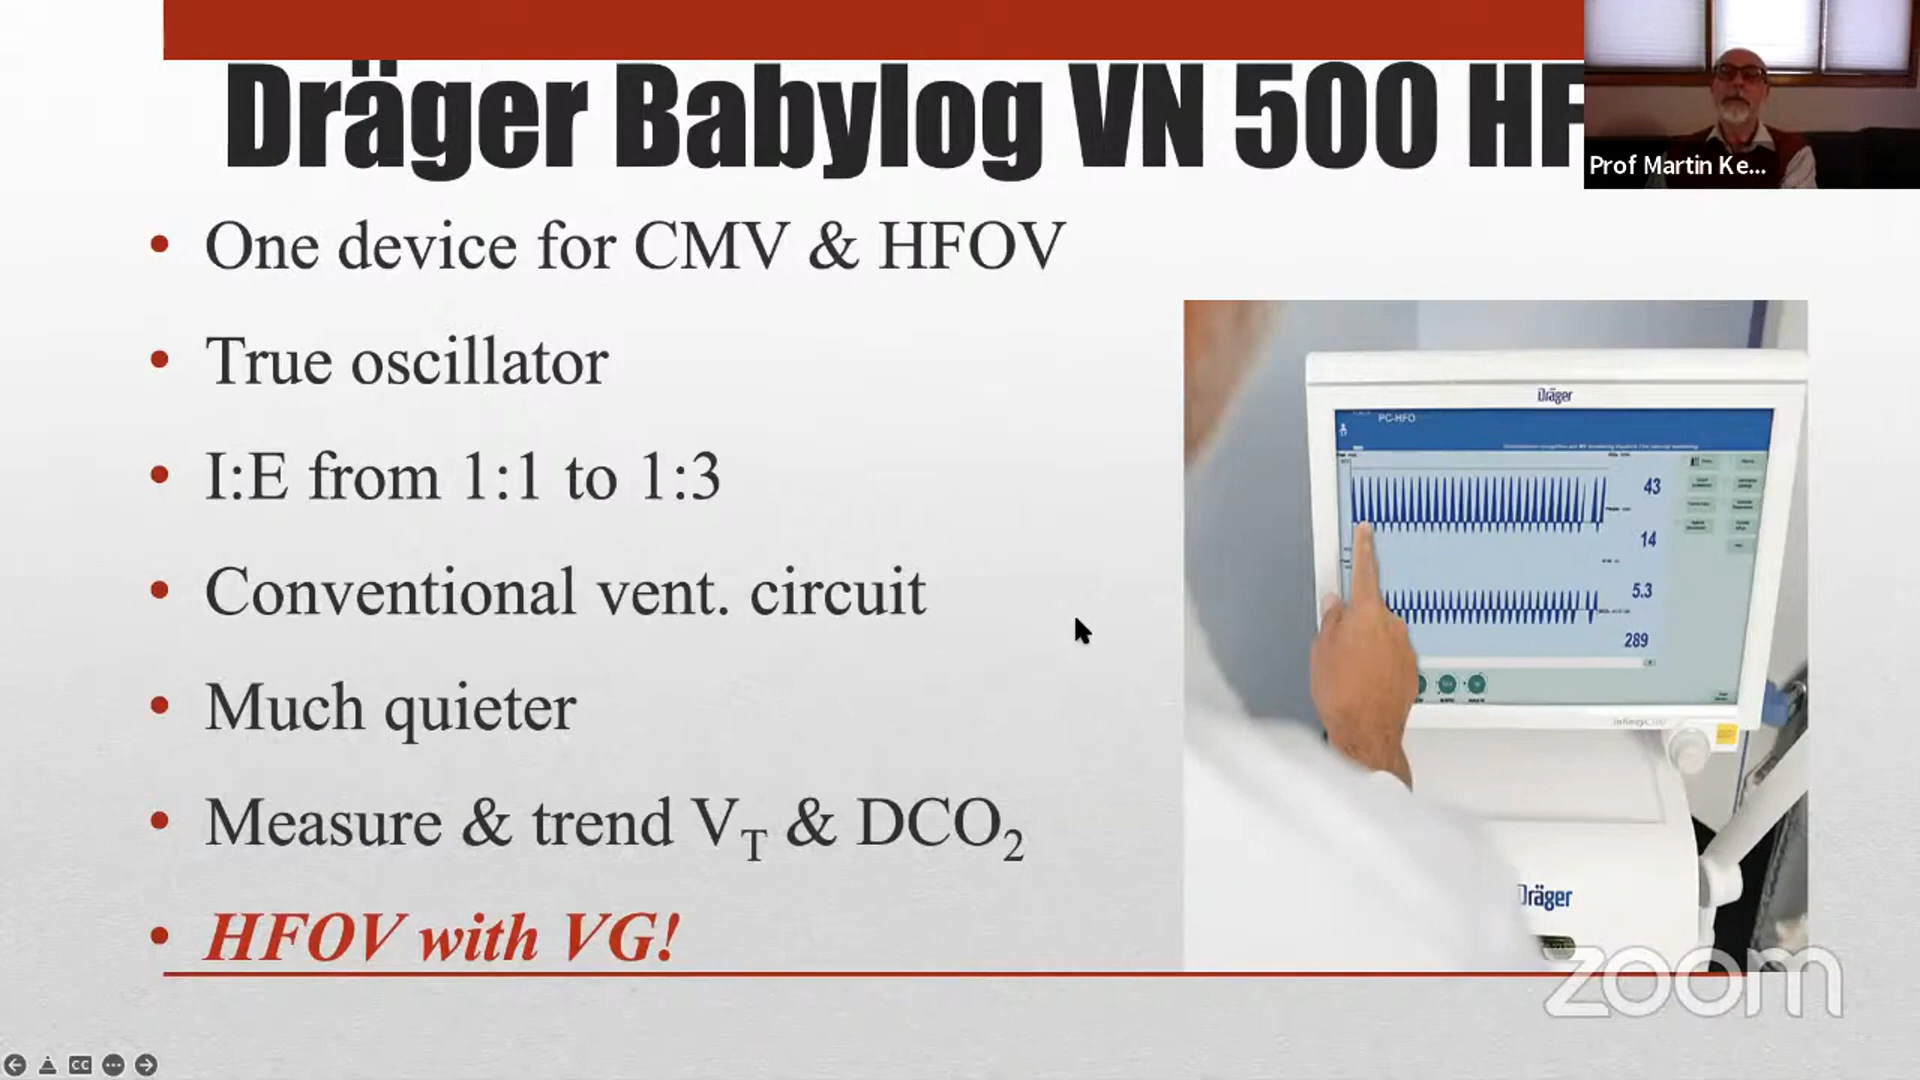 Dräger Babylog VN 500 HF
Prof Martin Ke...
• One device for CMV & HFOV
• True oscillator
• I:E from 1:1 to 1:3
• Conventional vent. circuit
• Much quieter
• Measure & trend V_T & DCO₂
• HFOV with VG!
Dräger
PC-HFO
43
14
5.3
289
Dräger
zoom
CC